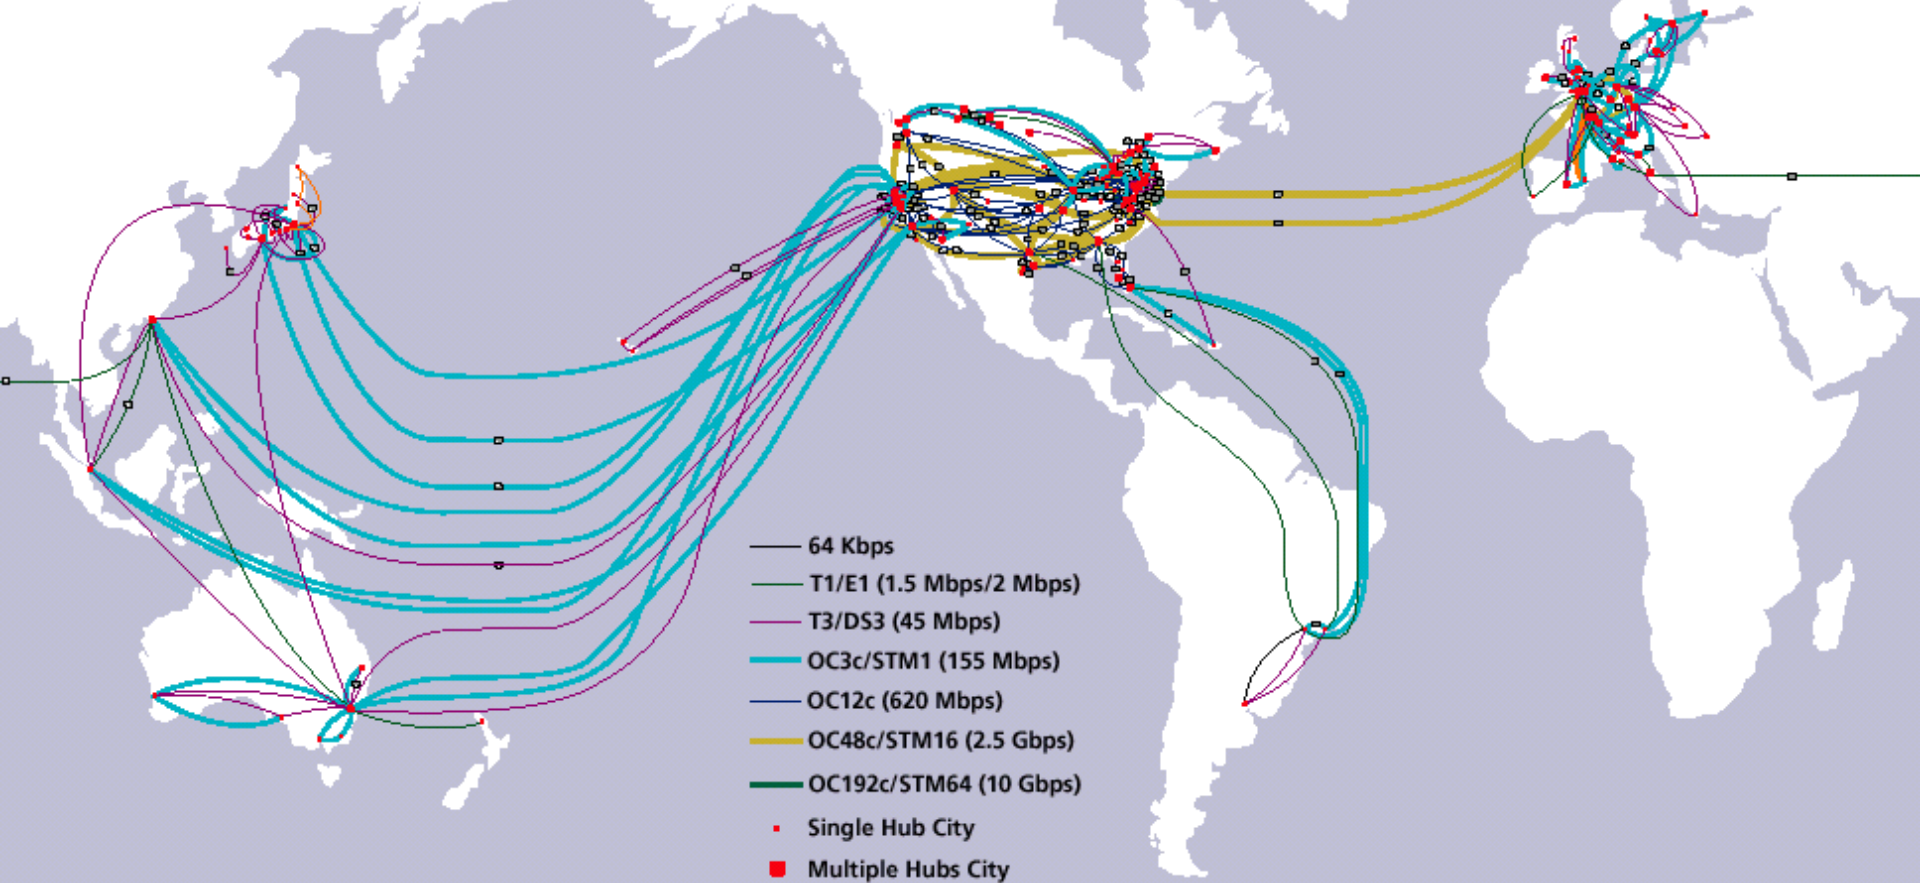 64 Kbps
T1/E1 (1.5 Mbps/2 Mbps)
T3/DS3 (45 Mbps)
OC3c/STM1 (155 Mbps)
OC12c (620 Mbps)
OC48c/STM16 (2.5 Gbps)
OC192c/STM64 (10 Gbps)
Single Hub City
Multiple Hubs City